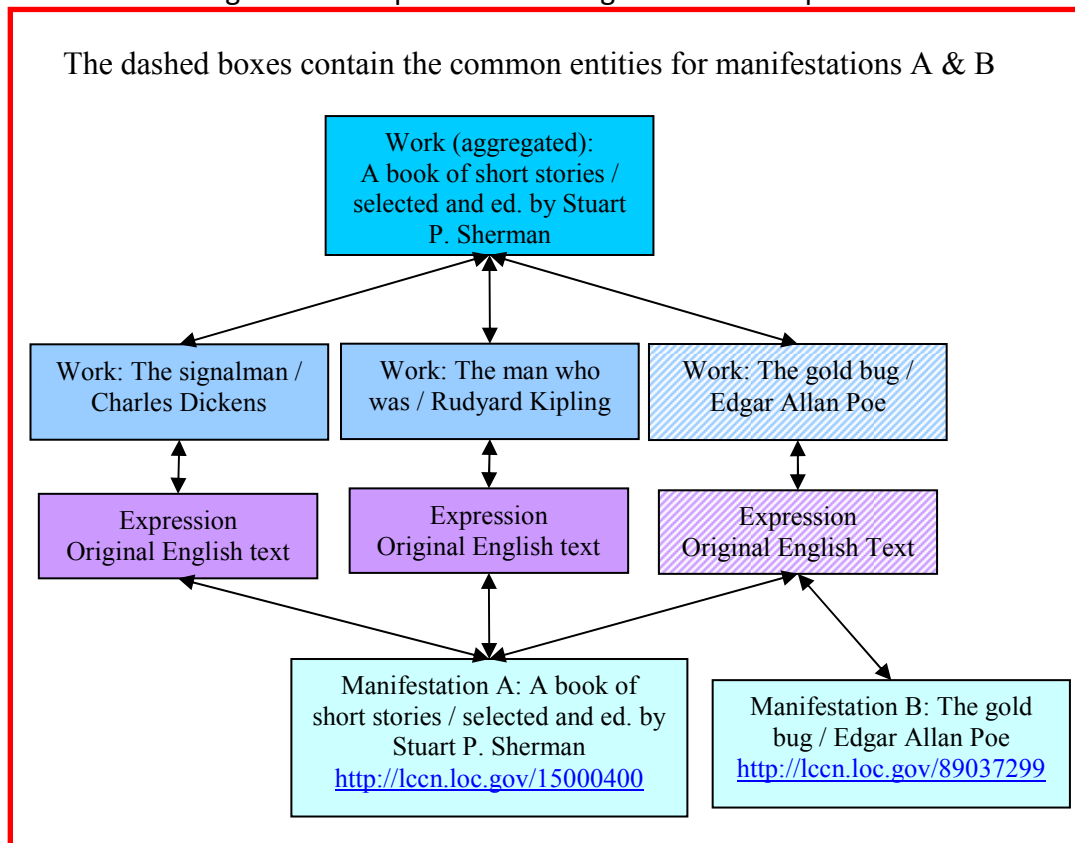 The dashed boxes contain the common entities for manifestations A & B
Work (aggregated):
A book of short stories /
selected and ed. by Stuart
P. Sherman
Work: The signalman /
Charles Dickens
Work: The man who
was / Rudyard Kipling
Work: The gold bug /
Edgar Allan Poe
Expression
Original English text
Expression
Original English text
Expression
Original English Text
Manifestation A: A book of
short stories / selected and ed. by
Stuart P. Sherman
http://lccn.loc.gov/15000400
Manifestation B: The gold
bug / Edgar Allan Poe
http://lccn.loc.gov/89037299